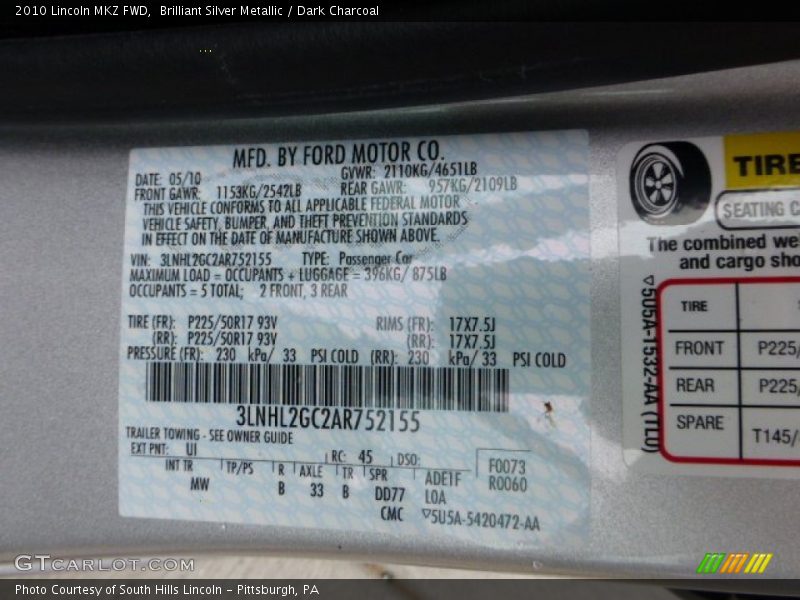 2010 Lincoln MKZ FWD, Brilliant Silver Metallic / Dark Charcoal
MFD. BY FORD MOTOR CO.
DATE: 05/10 GVWR: 2110KG/4651LB
FRONT GAWR: 1153KG/2542LB REAR GAWR: 957KG/2109LB
THIS VEHICLE CONFORMS TO ALL APPLICABLE FEDERAL MOTOR
VEHICLE SAFETY, BUMPER, AND THEFT PREVENTION STANDARDS
IN EFFECT ON THE DATE OF MANUFACTURE SHOWN ABOVE.
VIN: 3LNHL2GC2AR752155 TYPE: Passenger Car
MAXIMUM LOAD = OCCUPANTS + LUGGAGE = 396KG/ 875LB
OCCUPANTS = 5 TOTAL; 2 FRONT, 3 REAR
TIRE (FR): P225/50R17 93V RIMS (FR): 17X7.5J
(RR): P225/50R17 93V (RR): 17X7.5J
PRESSURE (FR): 230 kPa/ 33 PSI COLD (RR): 230 kPa/ 33 PSI COLD
3LNHL2GC2AR752155
TRAILER TOWING - SEE OWNER GUIDE
EXT PNT: UI RC: 45 DSO:
INT TR TP/PS R AXLE TR SPR ADE1F F0073
MW B 33 B DD77 LOA R0060
CMC ▽5U5A-5420472-AA
TIRE
SEATING
The combined
and cargo
▽5U5A-1532-AA (TLU)
TIRE
FRONT P225/
REAR P225/
SPARE T145/
GTCARLOT.COM
Photo Courtesy of South Hills Lincoln - Pittsburgh, PA